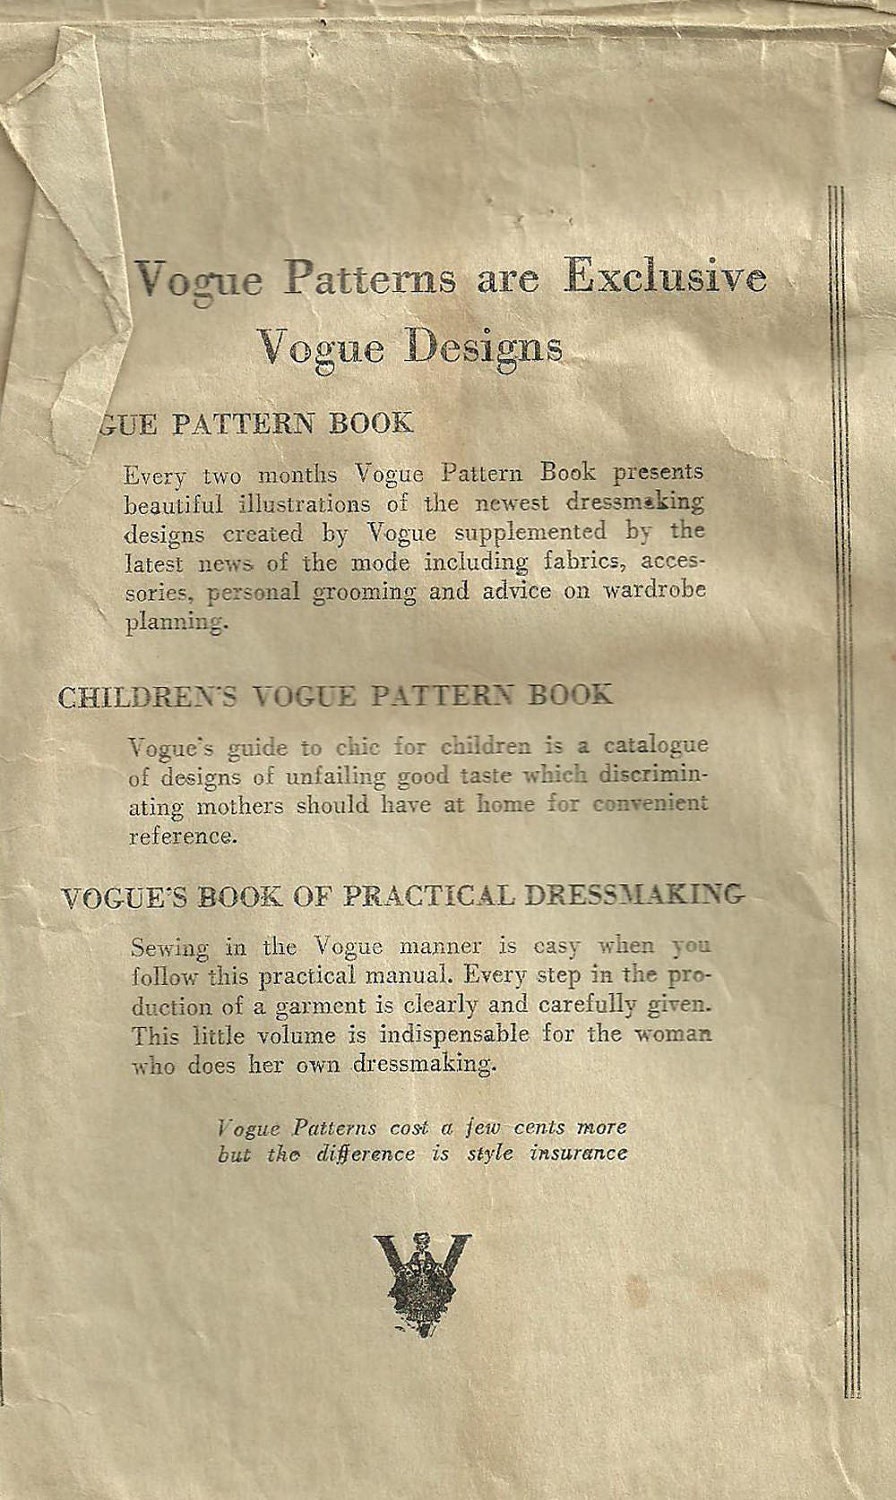 Vogue Patterns are Exclusive
Vogue Designs
GUE PATTERN BOOK
Every two months Vogue Pattern Book presents
beautiful illustrations of the newest dressmaking
designs created by Vogue supplemented by the
latest news of the mode including fabrics, acces-
sories, personal grooming and advice on wardrobe
planning.
CHILDREN'S VOGUE PATTERN BOOK
Vogue's guide to chic for children is a catalogue
of designs of unfailing good taste which discrimin-
ating mothers should have at home for convenient
reference.
VOGUE'S BOOK OF PRACTICAL DRESSMAKING
Sewing in the Vogue manner is easy when you
follow this practical manual. Every step in the pro-
duction of a garment is clearly and carefully given.
This little volume is indispensable for the woman
who does her own dressmaking.
Vogue Patterns cost a few cents more
but the difference is style insurance
V